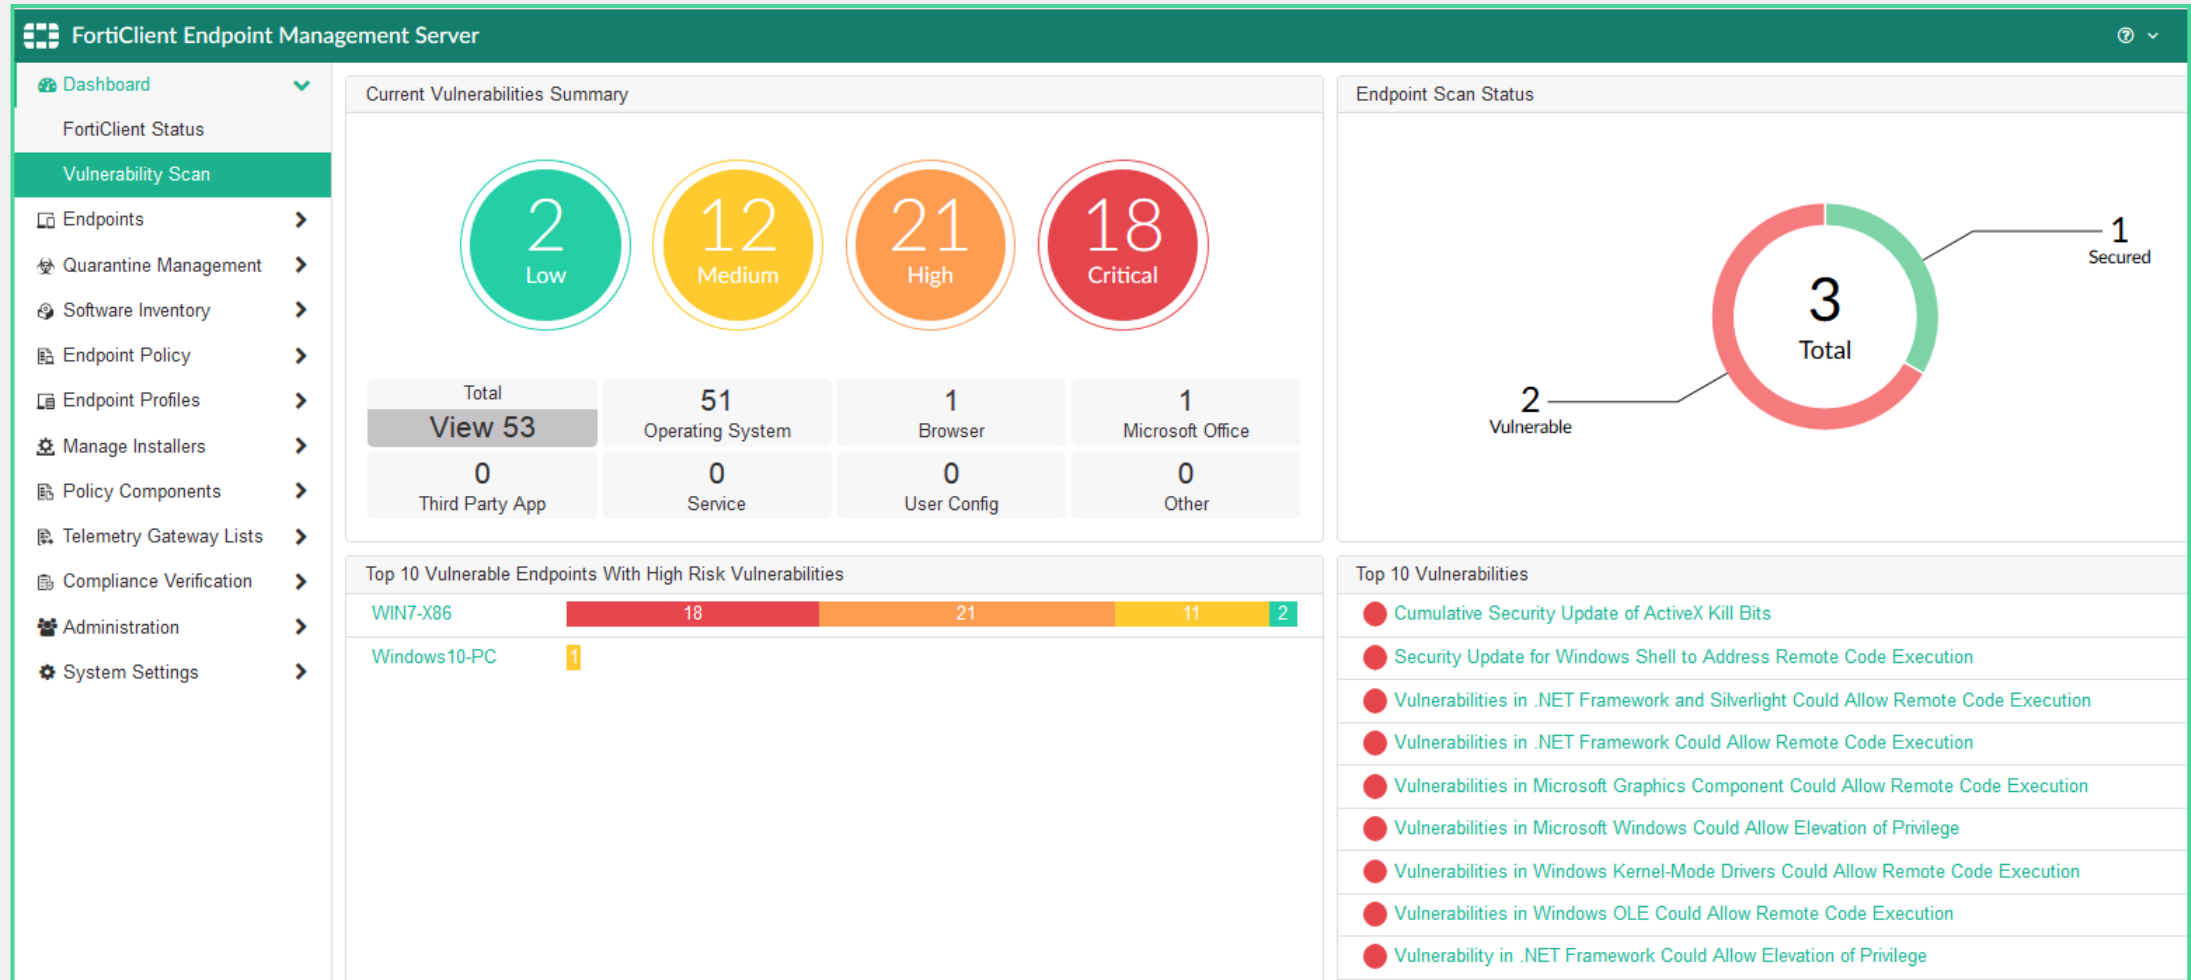 FortiClient Endpoint Management Server
Dashboard
FortiClient Status
Vulnerability Scan
Endpoints
Quarantine Management
Software Inventory
Endpoint Policy
Endpoint Profiles
Manage Installers
Policy Components
Telemetry Gateway Lists
Compliance Verification
Administration
System Settings
Current Vulnerabilities Summary
2
Low
12
Medium
21
High
18
Critical
Total
View 53
51
Operating System
1
Browser
1
Microsoft Office
0
Third Party App
0
Service
0
User Config
0
Other
Endpoint Scan Status
1
Secured
3
Total
2
Vulnerable
Top 10 Vulnerable Endpoints With High Risk Vulnerabilities
WIN7-X86 18 21 11 2
Windows10-PC 1
Top 10 Vulnerabilities
Cumulative Security Update of ActiveX Kill Bits
Security Update for Windows Shell to Address Remote Code Execution
Vulnerabilities in .NET Framework and Silverlight Could Allow Remote Code Execution
Vulnerabilities in .NET Framework Could Allow Remote Code Execution
Vulnerabilities in Microsoft Graphics Component Could Allow Remote Code Execution
Vulnerabilities in Microsoft Windows Could Allow Elevation of Privilege
Vulnerabilities in Windows Kernel-Mode Drivers Could Allow Remote Code Execution
Vulnerabilities in Windows OLE Could Allow Remote Code Execution
Vulnerability in .NET Framework Could Allow Elevation of Privilege